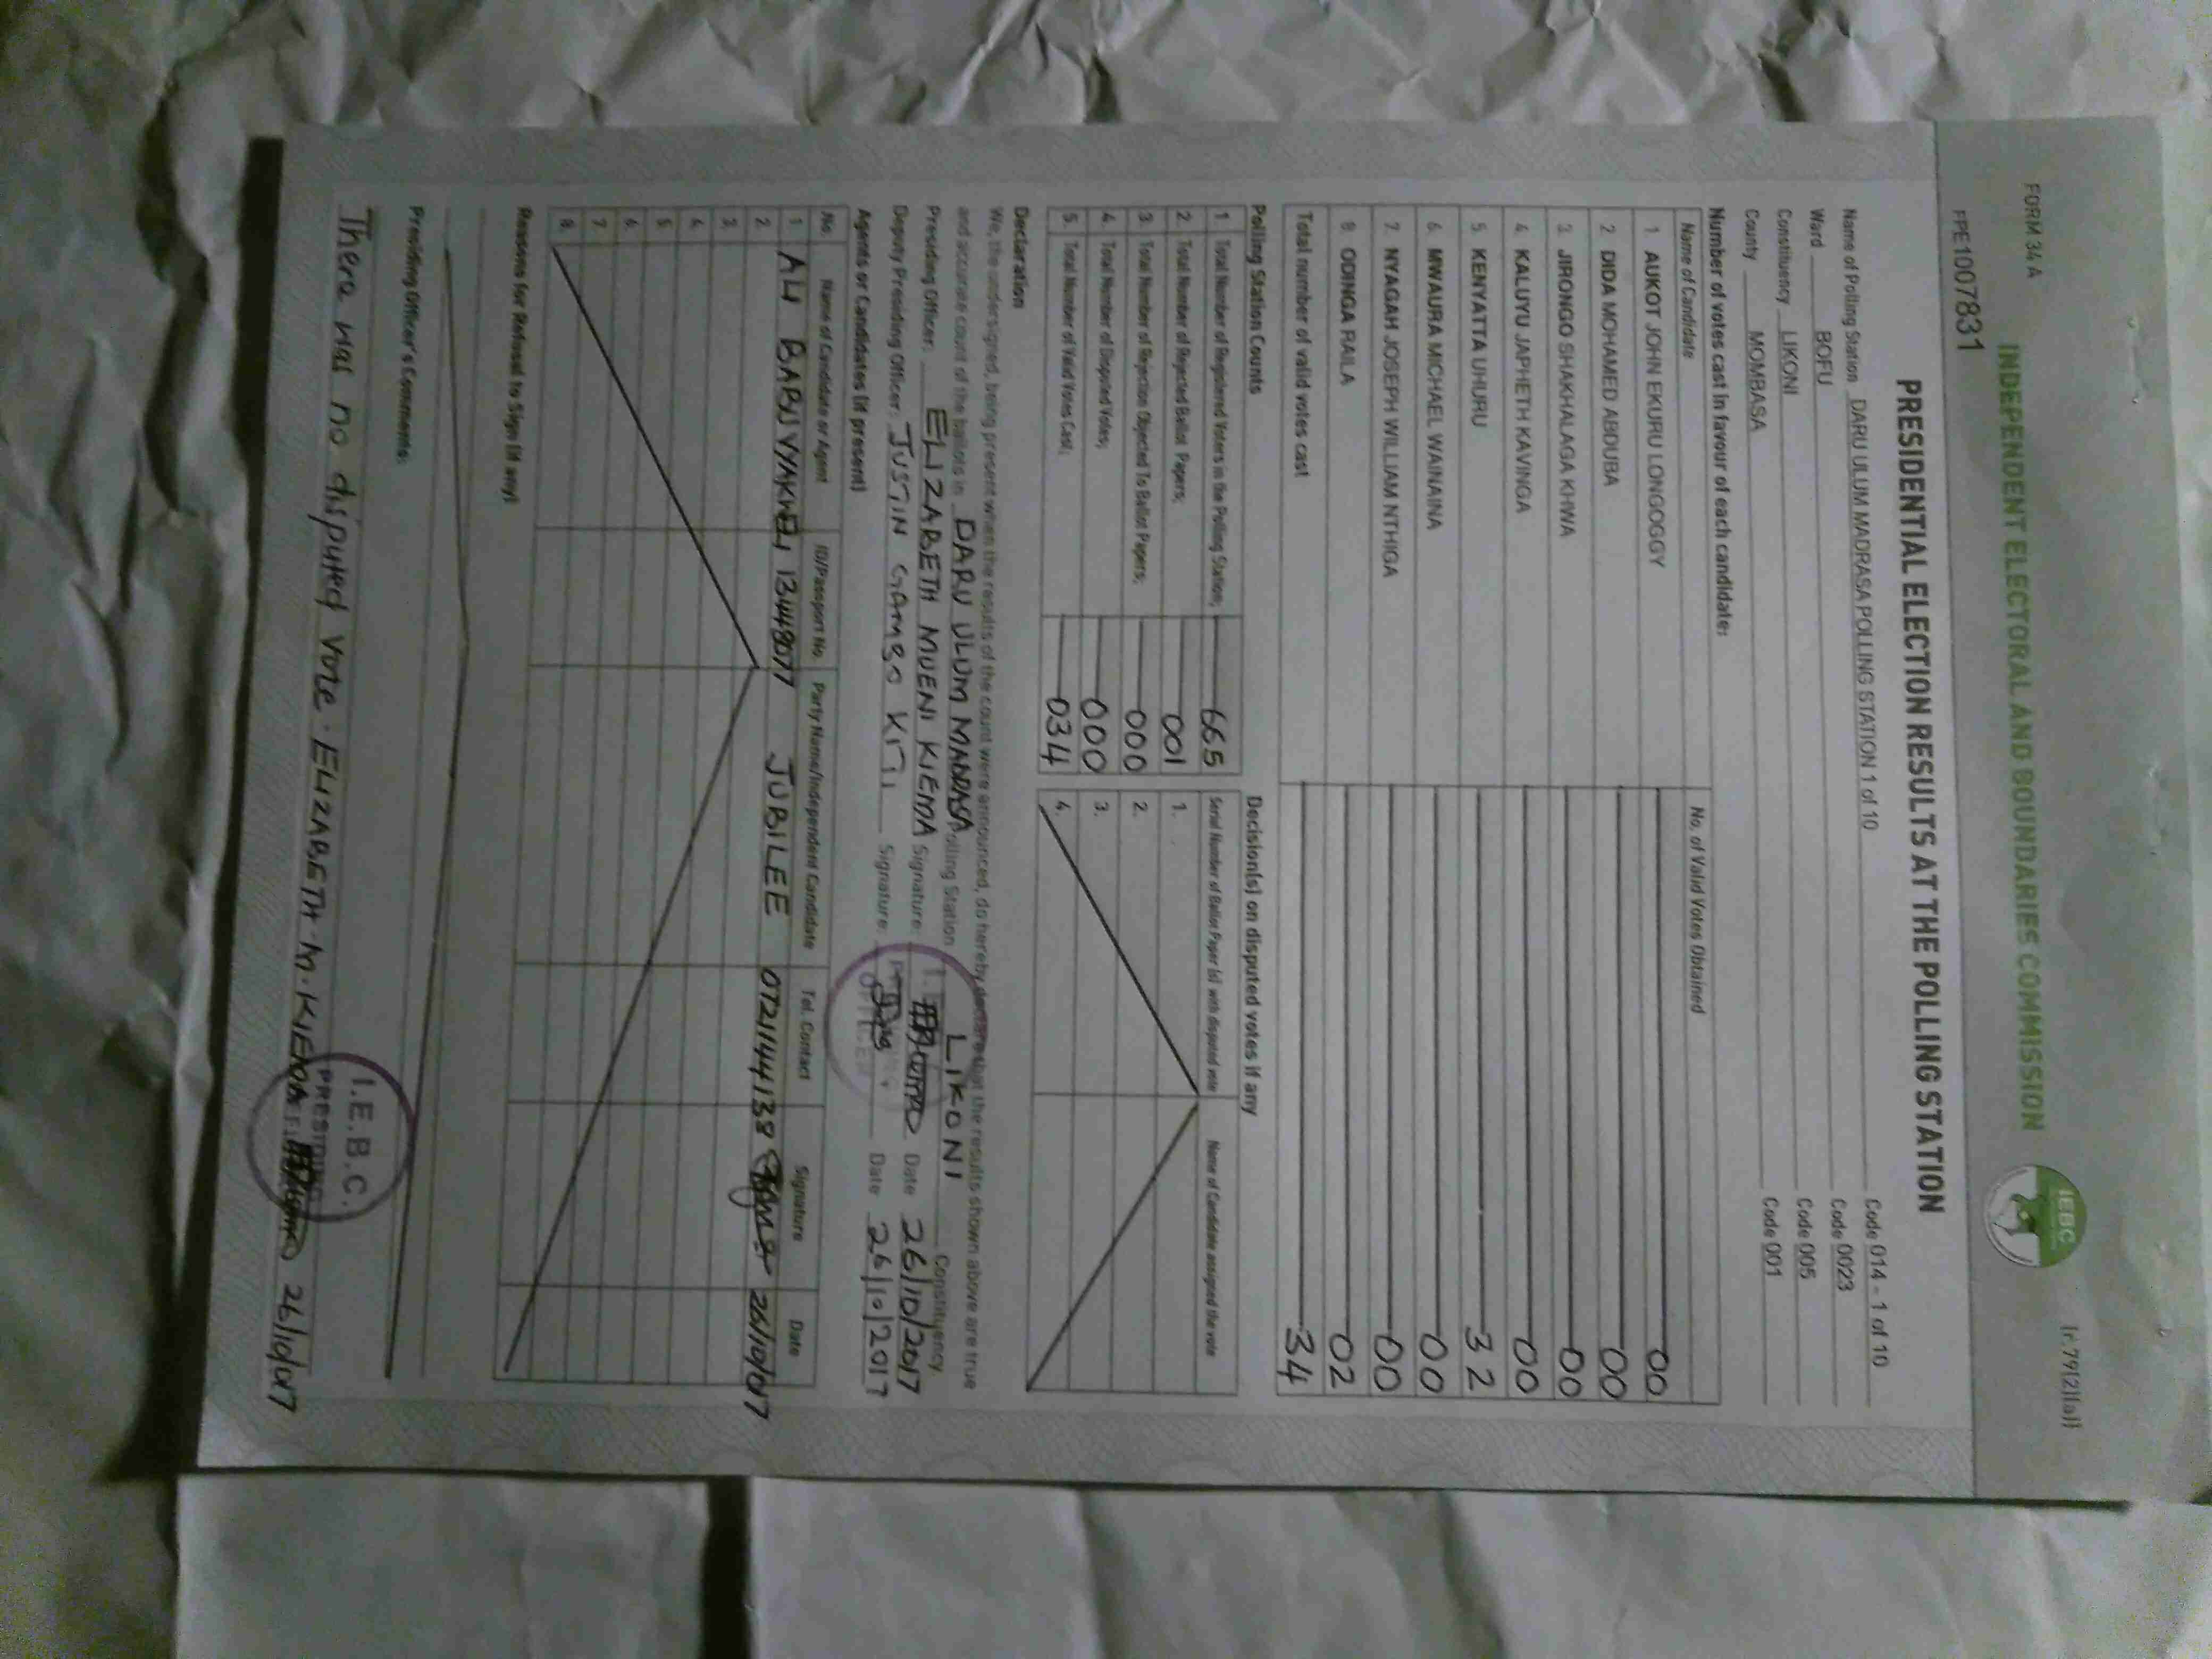 FORM 34 A
INDEPENDENT ELECTORAL AND BOUNDARIES COMMISSION
IEBC
(r.79(2)(a))
FPE1007831
PRESIDENTIAL ELECTION RESULTS AT THE POLLING STATION
Name of Polling Station DARU ULUM MADRASA POLLING STATION 1 of 10 Code 014 - 1 of 10
Ward BOFU Code 0023
Constituency LIKONI Code 005
County MOMBASA Code 001
Number of votes cast in favour of each candidate:
Name of Candidate No. of Valid Votes Obtained
1 AUKOT JOHN EKURU LONGOGGY 00
2 DIDA MOHAMED ABDUBA 00
3 JIRONGO SHAKHALAGA KHWA 00
4 KALUYU JAPHETH KAVINGA 00
5 KENYATTA UHURU 32
6 MWAURA MICHAEL WAINAINA 00
7 NYAGAH JOSEPH WILLIAM NTHIGA 00
8 ODINGA RAILA 02
Total number of valid votes cast 34
Polling Station Counts
1 Total Number of Registered Voters in the Polling Station; 665
2. Total Number of Rejected Ballot Papers; 001
3. Total Number of Rejection Objected To Ballot Papers; 000
4. Total Number of Disputed Votes; 000
5. Total Number of Valid Votes Cast; 034
Decision(s) on disputed votes if any
Serial Number of Ballot Paper (s) with disputed vote Name of Candidate assigned the vote
1.
2.
3.
4.
Declaration
We, the undersigned, being present when the results of the count were announced, do hereby declare that the results shown above are true
and accurate count of the ballots in DARU ULUM MADRASA Polling Station LIKONI Constituency
Presiding Officer: ELIZABETH MUENI KIEMA Signature: Date 26/10/2017
Deputy Presiding Officer: JUSTIN GAMBO KITI Signature: Date 26/10/2017
Agents or Candidates (if present)
No. Name of Candidate or Agent ID/Passport No. Party Name/Independent Candidate Tel. Contact Signature Date
1 ALI BABU VYAKWELI 13448077 JUBILEE 0721144138 26/10/017
2.
3.
4.
5
6.
7.
8.
Reasons for Refusal to Sign (if any)
Presiding Officer's Comments:
There was no disputed vote. ELIZABETH M. KIEMA 26/10/017
I.E.B.C.
PRESIDING